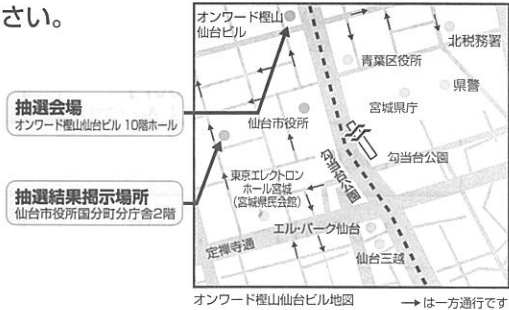 さい。
抽選会場
オンワード樫山仙台ビル 10階ホール
抽選結果掲示場所
仙台市役所国分町分庁舎2階
オンワード樫山
仙台ビル
北税務署
青葉区役所
県警
宮城県庁
仙台市役所
勾当台公園
勾当台公園
東京エレクトロン
ホール宮城
(宮城県民会館)
エル・パーク仙台
定禅寺通
仙台三越
オンワード樫山仙台ビル地図
→は一方通行です